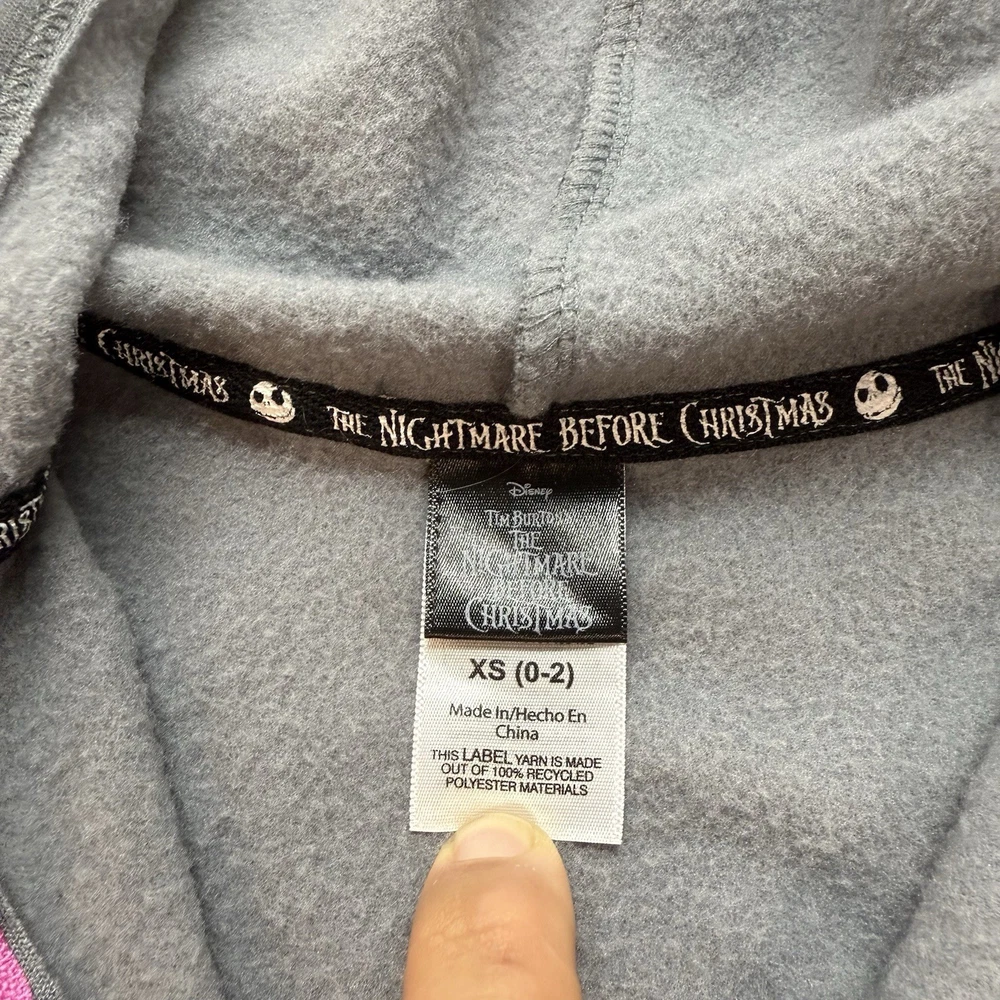 CHRISTMAS THE NIGHTMARE BEFORE CHRISTMAS THE
Disney
TIM BURTON'S
THE
NIGHTMARE
BEFORE
CHRISTMAS
XS (0-2)
Made In/Hecho En
China
THIS LABEL YARN IS MADE
OUT OF 100% RECYCLED
POLYESTER MATERIALS